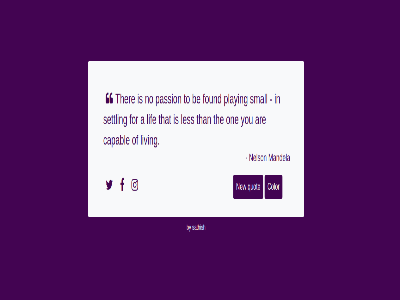 ❝ There is no passion to be found playing small - in
settling for a life that is less than the one you are
capable of living.
- Nelson Mandela
New quote Color
by